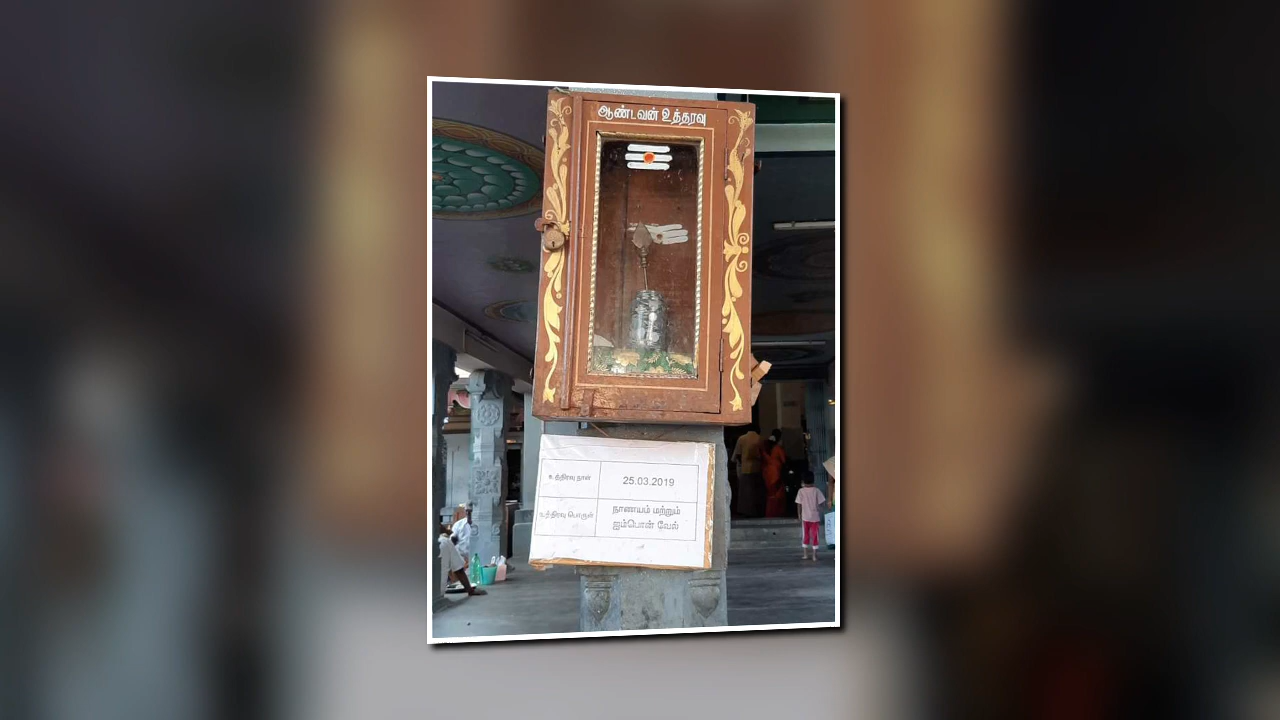 ஆண்டவன் உத்தரவு
உத்திரவு நாள்
25.03.2019
உத்திரவு பொருள்
நாணயம் மற்றும்
ஐம்பொன் வேல்